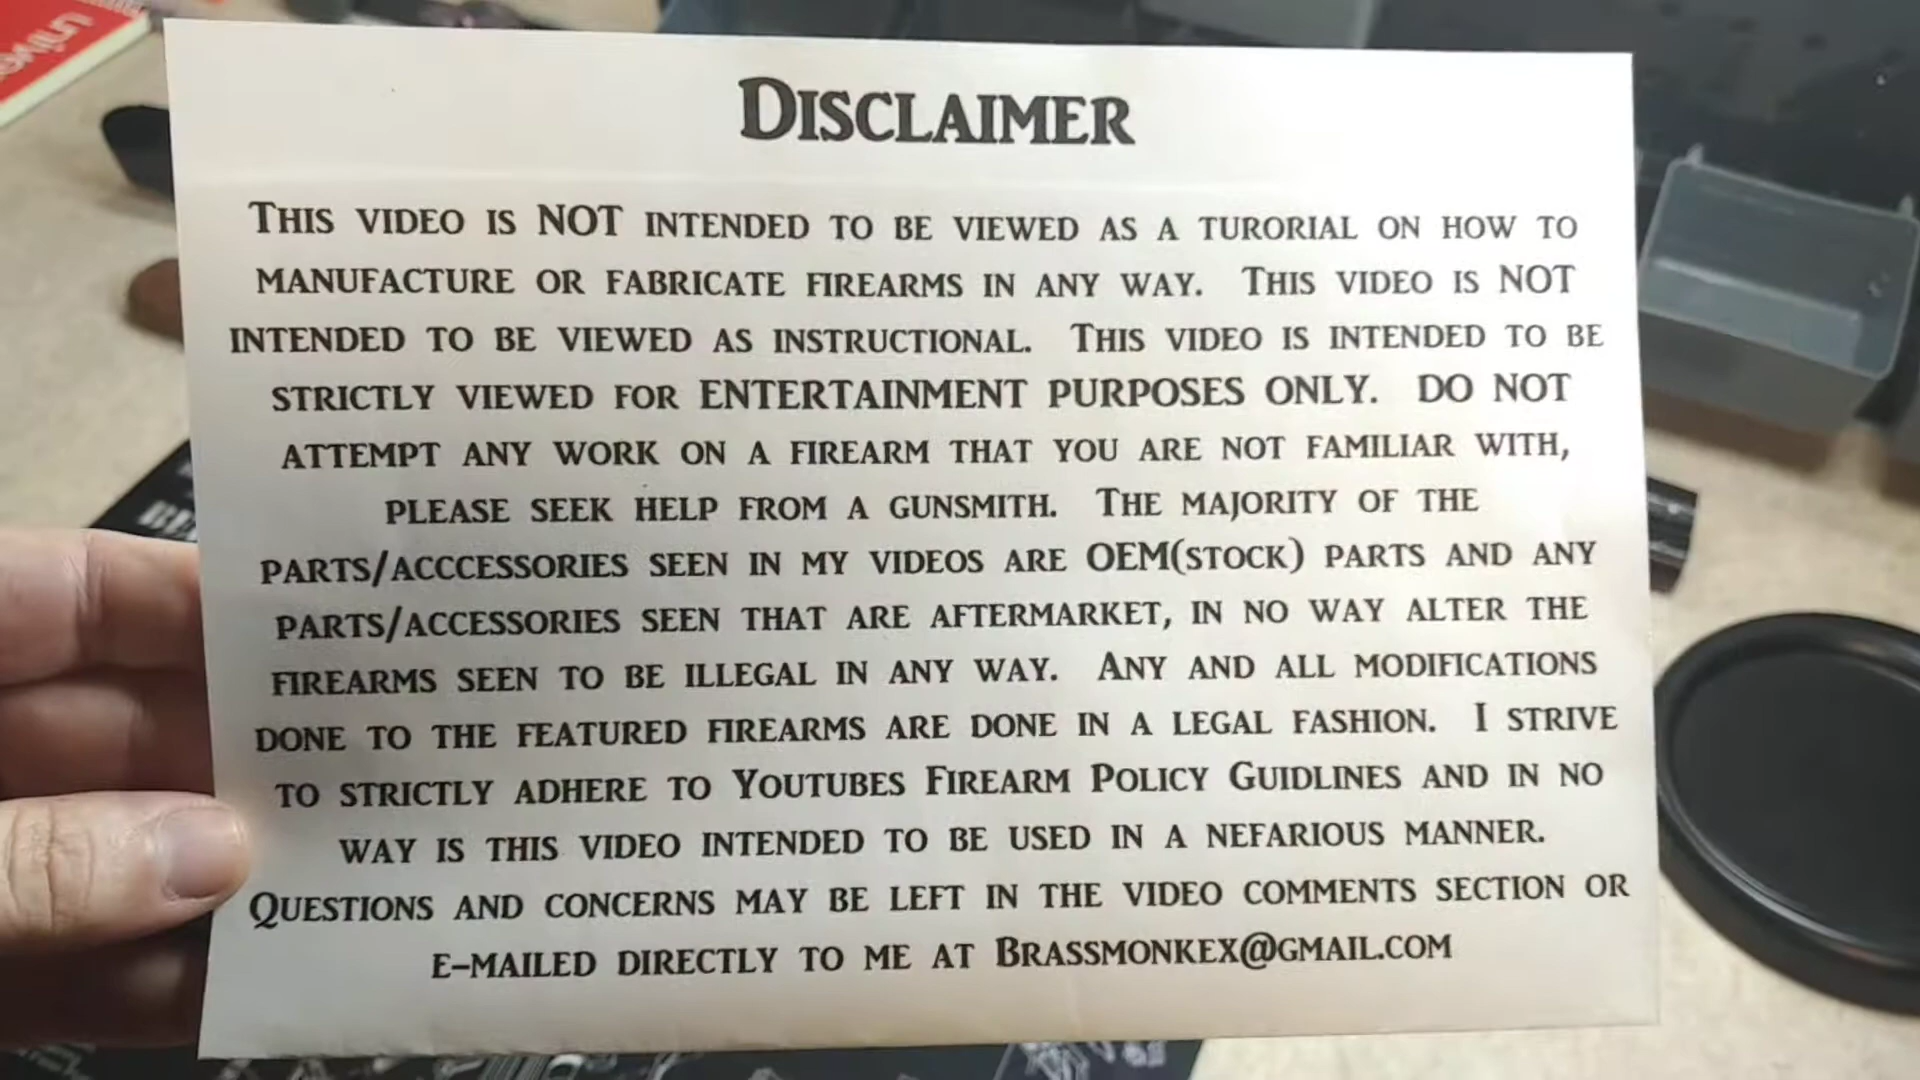 DISCLAIMER
THIS VIDEO IS NOT INTENDED TO BE VIEWED AS A TURORIAL ON HOW TO
MANUFACTURE OR FABRICATE FIREARMS IN ANY WAY. THIS VIDEO IS NOT
INTENDED TO BE VIEWED AS INSTRUCTIONAL. THIS VIDEO IS INTENDED TO BE
STRICTLY VIEWED FOR ENTERTAINMENT PURPOSES ONLY. DO NOT
ATTEMPT ANY WORK ON A FIREARM THAT YOU ARE NOT FAMILIAR WITH,
PLEASE SEEK HELP FROM A GUNSMITH. THE MAJORITY OF THE
PARTS/ACCCESSORIES SEEN IN MY VIDEOS ARE OEM(STOCK) PARTS AND ANY
PARTS/ACCESSORIES SEEN THAT ARE AFTERMARKET, IN NO WAY ALTER THE
FIREARMS SEEN TO BE ILLEGAL IN ANY WAY. ANY AND ALL MODIFICATIONS
DONE TO THE FEATURED FIREARMS ARE DONE IN A LEGAL FASHION. I STRIVE
TO STRICTLY ADHERE TO YOUTUBES FIREARM POLICY GUIDLINES AND IN NO
WAY IS THIS VIDEO INTENDED TO BE USED IN A NEFARIOUS MANNER.
QUESTIONS AND CONCERNS MAY BE LEFT IN THE VIDEO COMMENTS SECTION OR
E-MAILED DIRECTLY TO ME AT BRASSMONKEX@GMAIL.COM